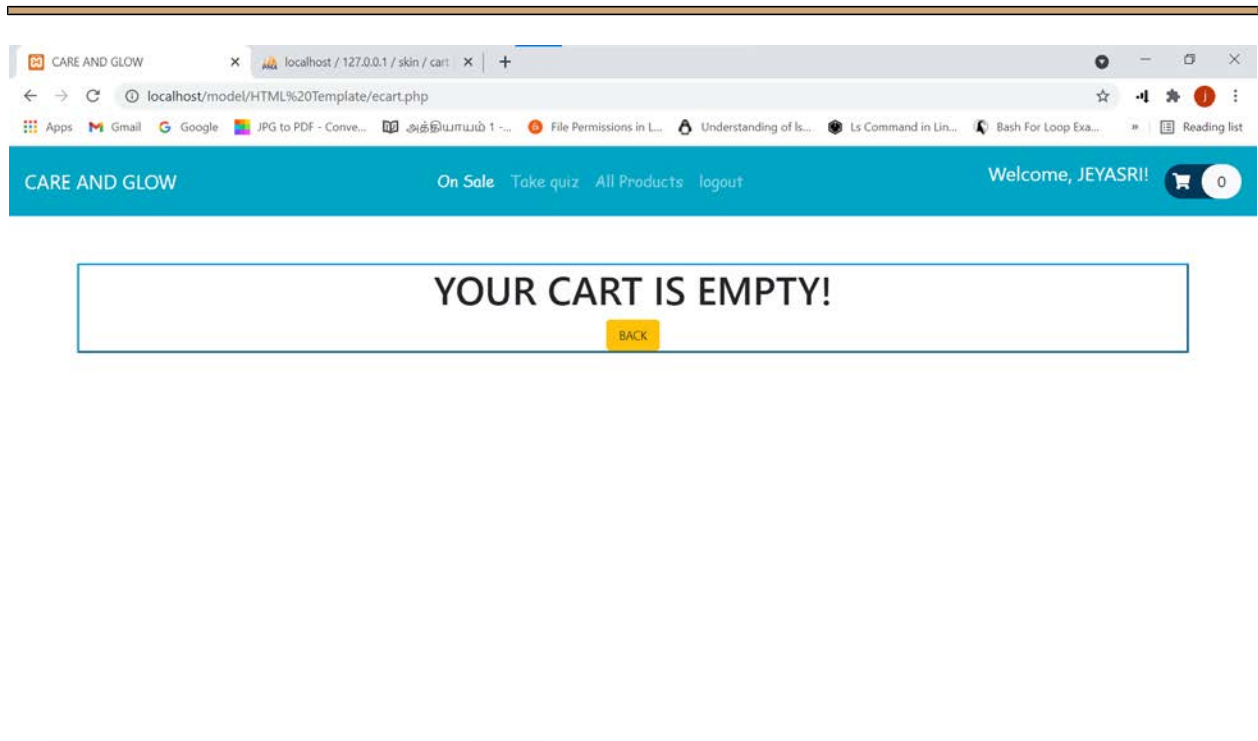 CARE AND GLOW
localhost / 127.0.0.1 / skin / cart
localhost/model/HTML%20Template/ecart.php
Apps Gmail Google JPG to PDF - Conve... அத்தியாயம் 1 -... File Permissions in L... Understanding of ls... Ls Command in Lin... Bash For Loop Exa... » Reading list
CARE AND GLOW On Sale Take quiz All Products logout Welcome, JEYASRI! 0
YOUR CART IS EMPTY!
BACK